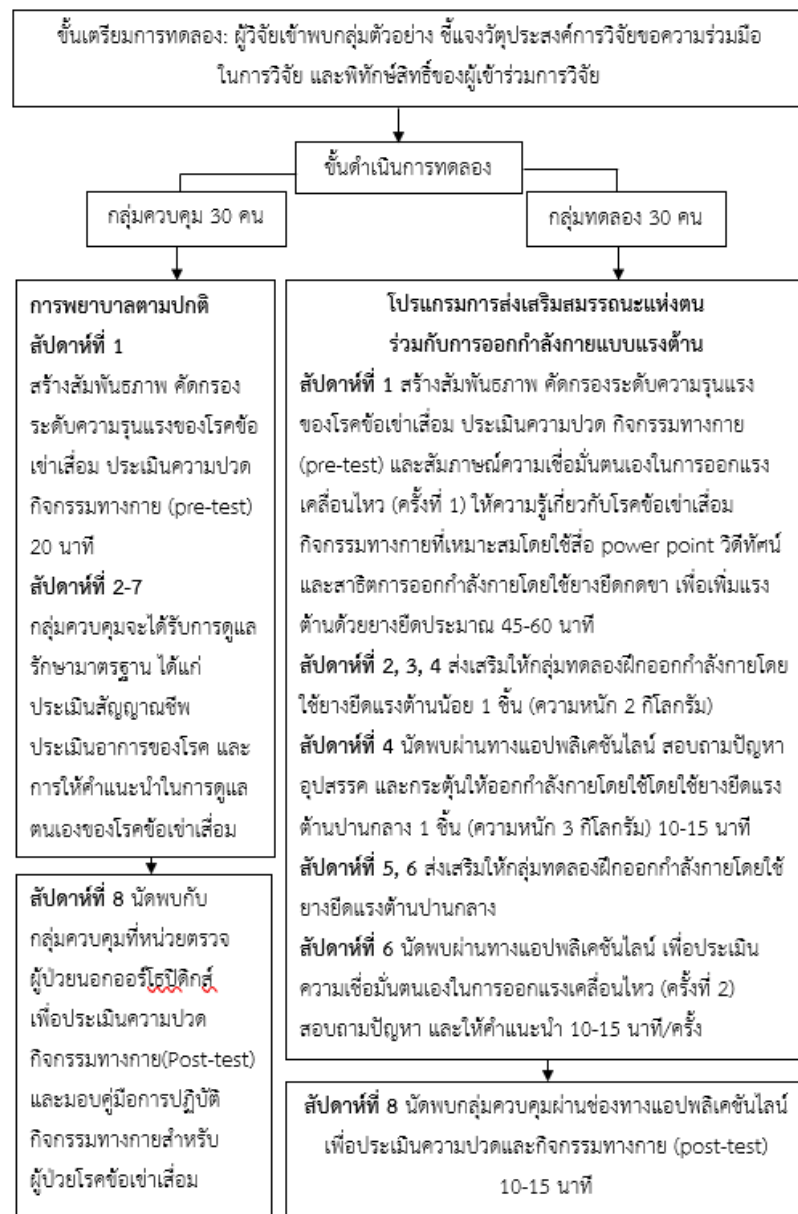 ขั้นเตรียมการทดลอง: ผู้วิจัยเข้าพบกลุ่มตัวอย่าง ชี้แจงวัตุประสงค์การวิจัยขอความร่วมมือ
ในการวิจัย และพิทักษ์สิทธิ์ของผู้เข้าร่วมการวิจัย
ขั้นดำเนินการทดลอง
กลุ่มควบคุม 30 คน
กลุ่มทดลอง 30 คน
การพยาบาลตามปกติ
สัปดาห์ที่ 1
สร้างสัมพันธภาพ คัดกรอง
ระดับความรุนแรงของโรคข้อ
เข่าเสื่อม ประเมินความปวด
กิจกรรมทางกาย (pre-test)
20 นาที
สัปดาห์ที่ 2-7
กลุ่มควบคุมจะได้รับการดูแล
รักษามาตรฐาน ได้แก่
ประเมินสัญญาณชีพ
ประเมินอาการของโรค และ
การให้คำแนะนำในการดูแล
ตนเองของโรคข้อเข่าเสื่อม
สัปดาห์ที่ 8 นัดพบกับ
กลุ่มควบคุมที่หน่วยตรวจ
ผู้ป่วยนอกออร์โธปิดิกส์
เพื่อประเมินความปวด
กิจกรรมทางกาย(Post-test)
และมอบคู่มือการปฏิบัติ
กิจกรรมทางกายสำหรับ
ผู้ป่วยโรคข้อเข่าเสื่อม
โปรแกรมการส่งเสริมสมรรถนะแห่งตน
ร่วมกับการออกกำลังกายแบบแรงต้าน
สัปดาห์ที่ 1 สร้างสัมพันธภาพ คัดกรองระดับความรุนแรง
ของโรคข้อเข่าเสื่อม ประเมินความปวด กิจกรรมทางกาย
(pre-test) และสัมภาษณ์ความเชื่อมั่นตนเองในการออกแรง
เคลื่อนไหว (ครั้งที่ 1) ให้ความรู้เกี่ยวกับโรคข้อเข่าเสื่อม
กิจกรรมทางกายที่เหมาะสมโดยใช้สื่อ power point วิดีทัศน์
และสาธิตการออกกำลังกายโดยใช้ยางยืดกดขา เพื่อเพิ่มแรง
ต้านด้วยยางยืดประมาณ 45-60 นาที
สัปดาห์ที่ 2, 3, 4 ส่งเสริมให้กลุ่มทดลองฝึกออกกำลังกายโดย
ใช้ยางยืดแรงต้านน้อย 1 ชิ้น (ความหนัก 2 กิโลกรัม)
สัปดาห์ที่ 4 นัดพบผ่านทางแอปพลิเคชันไลน์ สอบถามปัญหา
อุปสรรค และกระตุ้นให้ออกกำลังกายโดยใช้โดยใช้ยางยืดแรง
ต้านปานกลาง 1 ชิ้น (ความหนัก 3 กิโลกรัม) 10-15 นาที
สัปดาห์ที่ 5, 6 ส่งเสริมให้กลุ่มทดลองฝึกออกกำลังกายโดยใช้
ยางยืดแรงต้านปานกลาง
สัปดาห์ที่ 6 นัดพบผ่านทางแอปพลิเคชันไลน์ เพื่อประเมิน
ความเชื่อมั่นตนเองในการออกแรงเคลื่อนไหว (ครั้งที่ 2)
สอบถามปัญหา และให้คำแนะนำ 10-15 นาที/ครั้ง
สัปดาห์ที่ 8 นัดพบกลุ่มควบคุมผ่านช่องทางแอปพลิเคชันไลน์
เพื่อประเมินความปวดและกิจกรรมทางกาย (post-test)
10-15 นาที